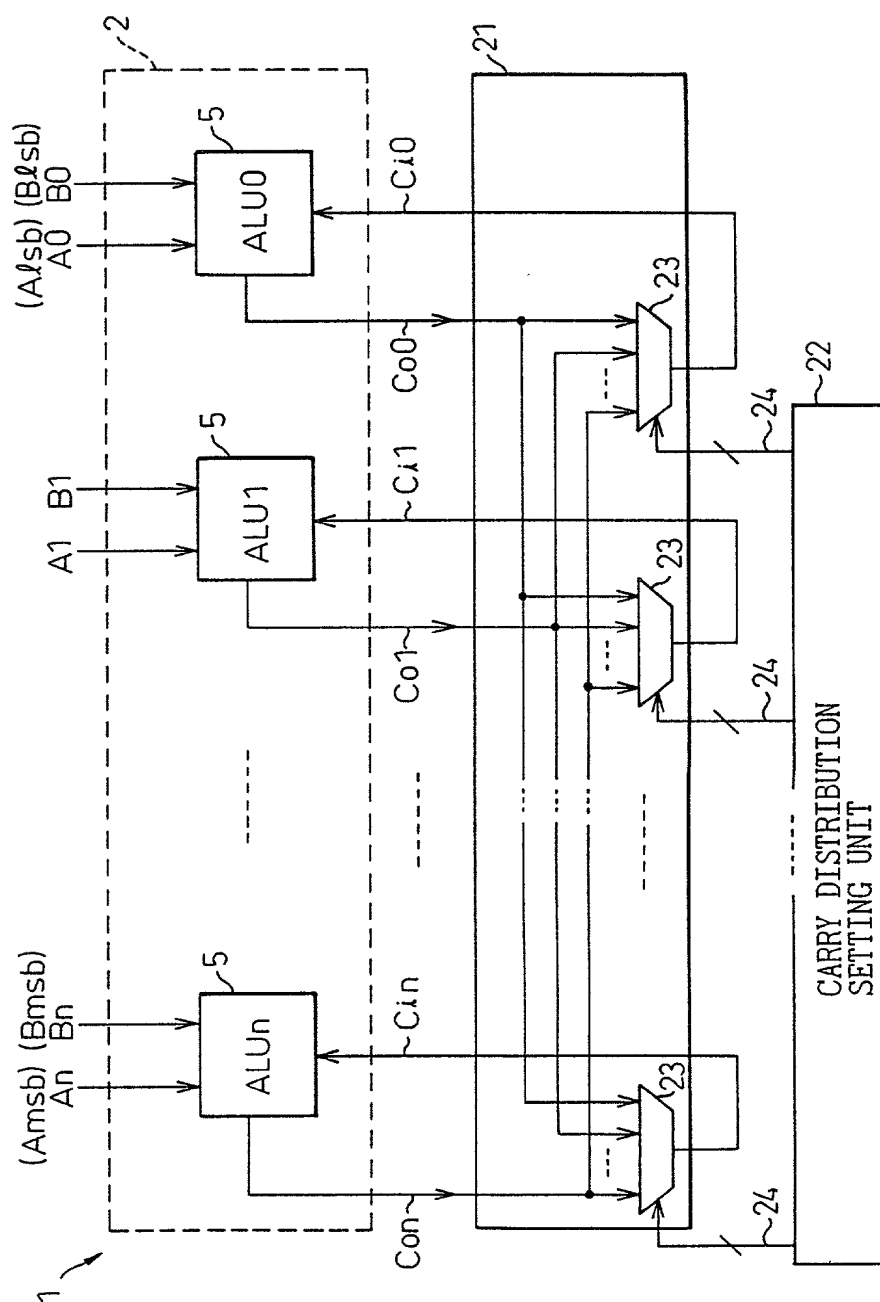 2
21
(Amsb) (Bmsb)
An Bn
A1 B1
(Aℓsb) (Bℓsb)
A0 B0
5
5
5
ALUn
ALU1
ALU0
Con
Cin
Co1
Ci1
Co0
Ci0
23
23
23
24
24
24
22
CARRY DISTRIBUTION
SETTING UNIT